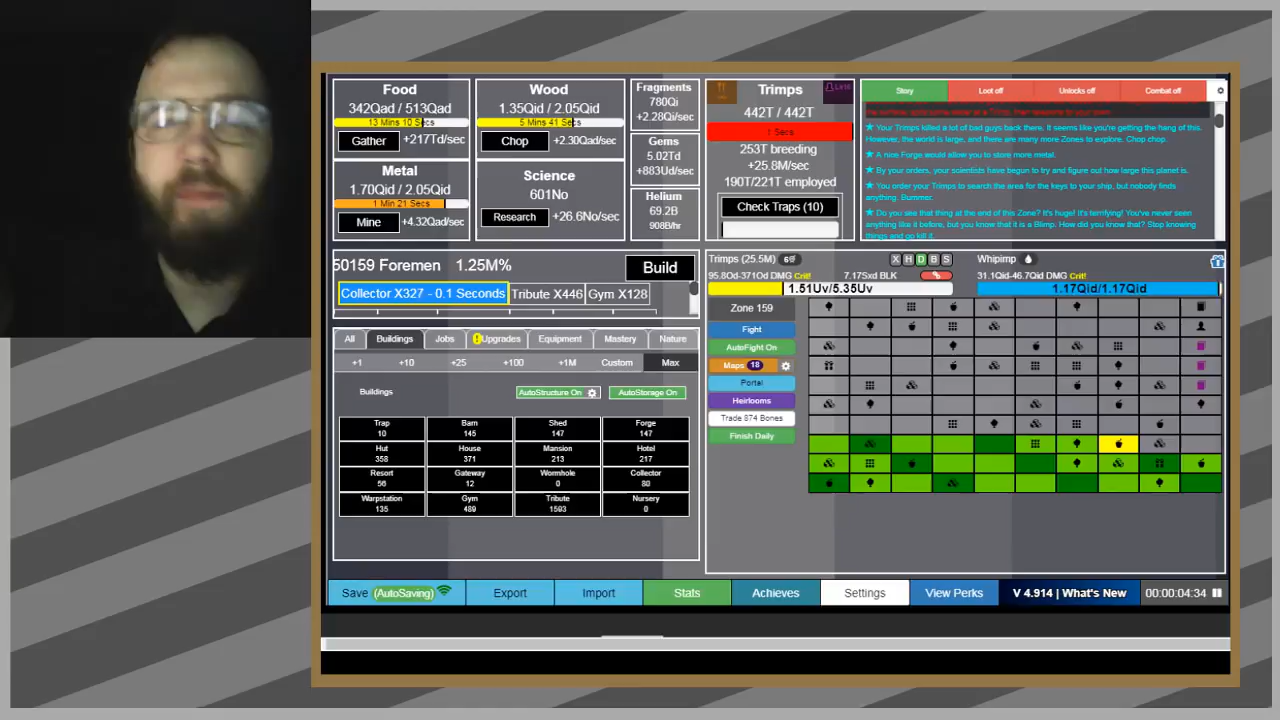 Food
342Qad / 513Qad
13 Mins 10 Secs
Gather
+217Td/sec
Wood
1.35Qid / 2.05Qid
5 Mins 41 Secs
Chop
+2.30Qad/sec
Metal
1.70Qid / 2.05Qid
1 Min 21 Secs
Mine
+4.32Qad/sec
Science
601No
Research
+26.6No/sec
Fragments
780Qi
+2.28Qi/sec
Gems
5.02Td
+883Ud/sec
Helium
69.2B
908B/hr
Trimps
442T / 442T
1 Secs
253T breeding
+25.8M/sec
190T/221T employed
Check Traps (10)
Story
Loot off
Unlocks off
Combat off
Your Trimps killed a lot of bad guys back there. It seems like you're getting the hang of this.
However, the world is large, and there are many more Zones to explore. Chop chop.
A nice Forge would allow you to store more metal.
By your orders, your scientists have begun to try and figure out how large this planet is.
You order your Trimps to search the area for the keys to your ship, but nobody finds
anything. Bummer.
Do you see that thing at the end of this Zone? It's huge! It's terrifying! You've never seen
anything like it before, but you know that it is a Blimp. How did you know that? Stop knowing
things and go kill it.
50159 Foremen
1.25M%
Build
Collector X327 - 0.1 Seconds
Tribute X446
Gym X128
All
Buildings
Jobs
Upgrades
Equipment
Mastery
Nature
+1
+10
+25
+100
+1M
Custom
Max
Buildings
AutoStructure On
AutoStorage On
Trap
10
Barn
145
Shed
147
Forge
147
Hut
358
House
371
Mansion
213
Hotel
217
Resort
56
Gateway
12
Wormhole
0
Collector
80
Warpstation
135
Gym
489
Tribute
1593
Nursery
0
Trimps (25.5M)
X
H
D
B
S
95.8Od-371Od DMG Crit!
7.17Sxd BLK
1.51Uv/5.35Uv
Whipimp
31.1Qid-46.7Qid DMG Crit!
1.17Qid/1.17Qid
Zone 159
Fight
AutoFight On
Maps 18
Portal
Heirlooms
Trade 874 Bones
Finish Daily
Save (AutoSaving)
Export
Import
Stats
Achieves
Settings
View Perks
V 4.914 | What's New
00:00:04:34